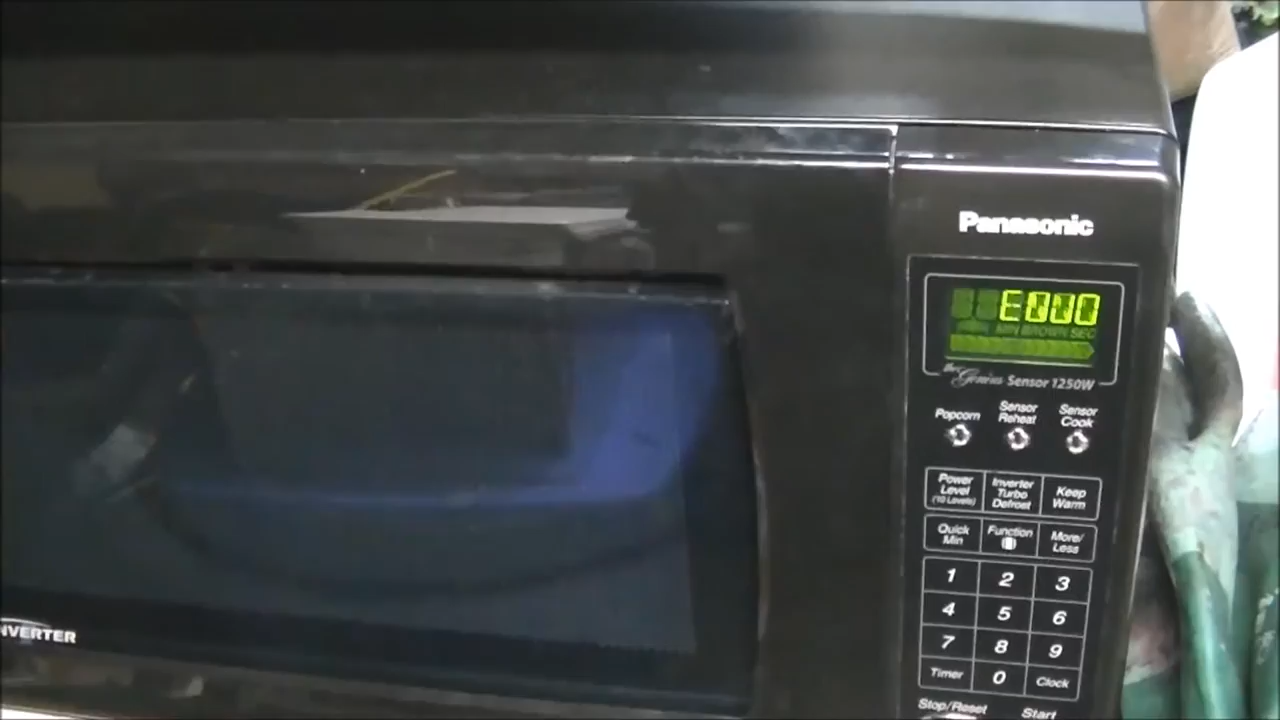 Panasonic
MIN BROWN SEC
the Genius Sensor 1250W
Popcorn Sensor Reheat Sensor Cook
Power Level (10 Levels) Inverter Turbo Defrost Keep Warm
Quick Min Function More/Less
1 2 3
4 5 6
7 8 9
Timer 0 Clock
Stop/Reset Start
NVERTER